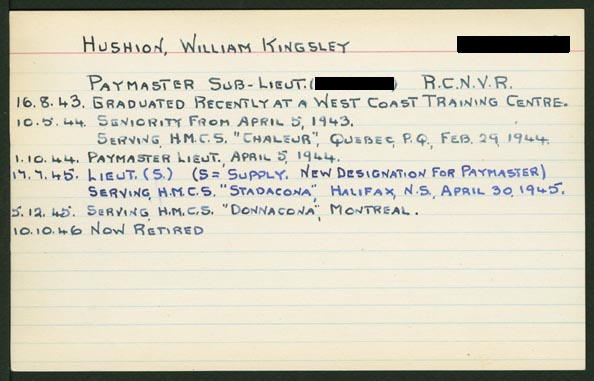 Hushion, William Kingsley
Paymaster Sub-Lieut. ( ) R.C.N.V.R.
16.8.43. Graduated recently at a West Coast Training Centre.
10.5.44. Seniority from April 5, 1943.
Serving, H.M.C.S. "Chaleur", Quebec, P.Q., Feb. 29, 1944.
1.10.44. Paymaster Lieut., April 5, 1944.
17.7.45. Lieut. (S.) (S = Supply. New designation for Paymaster)
Serving, H.M.C.S. "Stadacona", Halifax, N.S., April 30, 1945.
5.12.45. Serving, H.M.C.S. "Donnacona", Montreal.
10.10.46 Now Retired